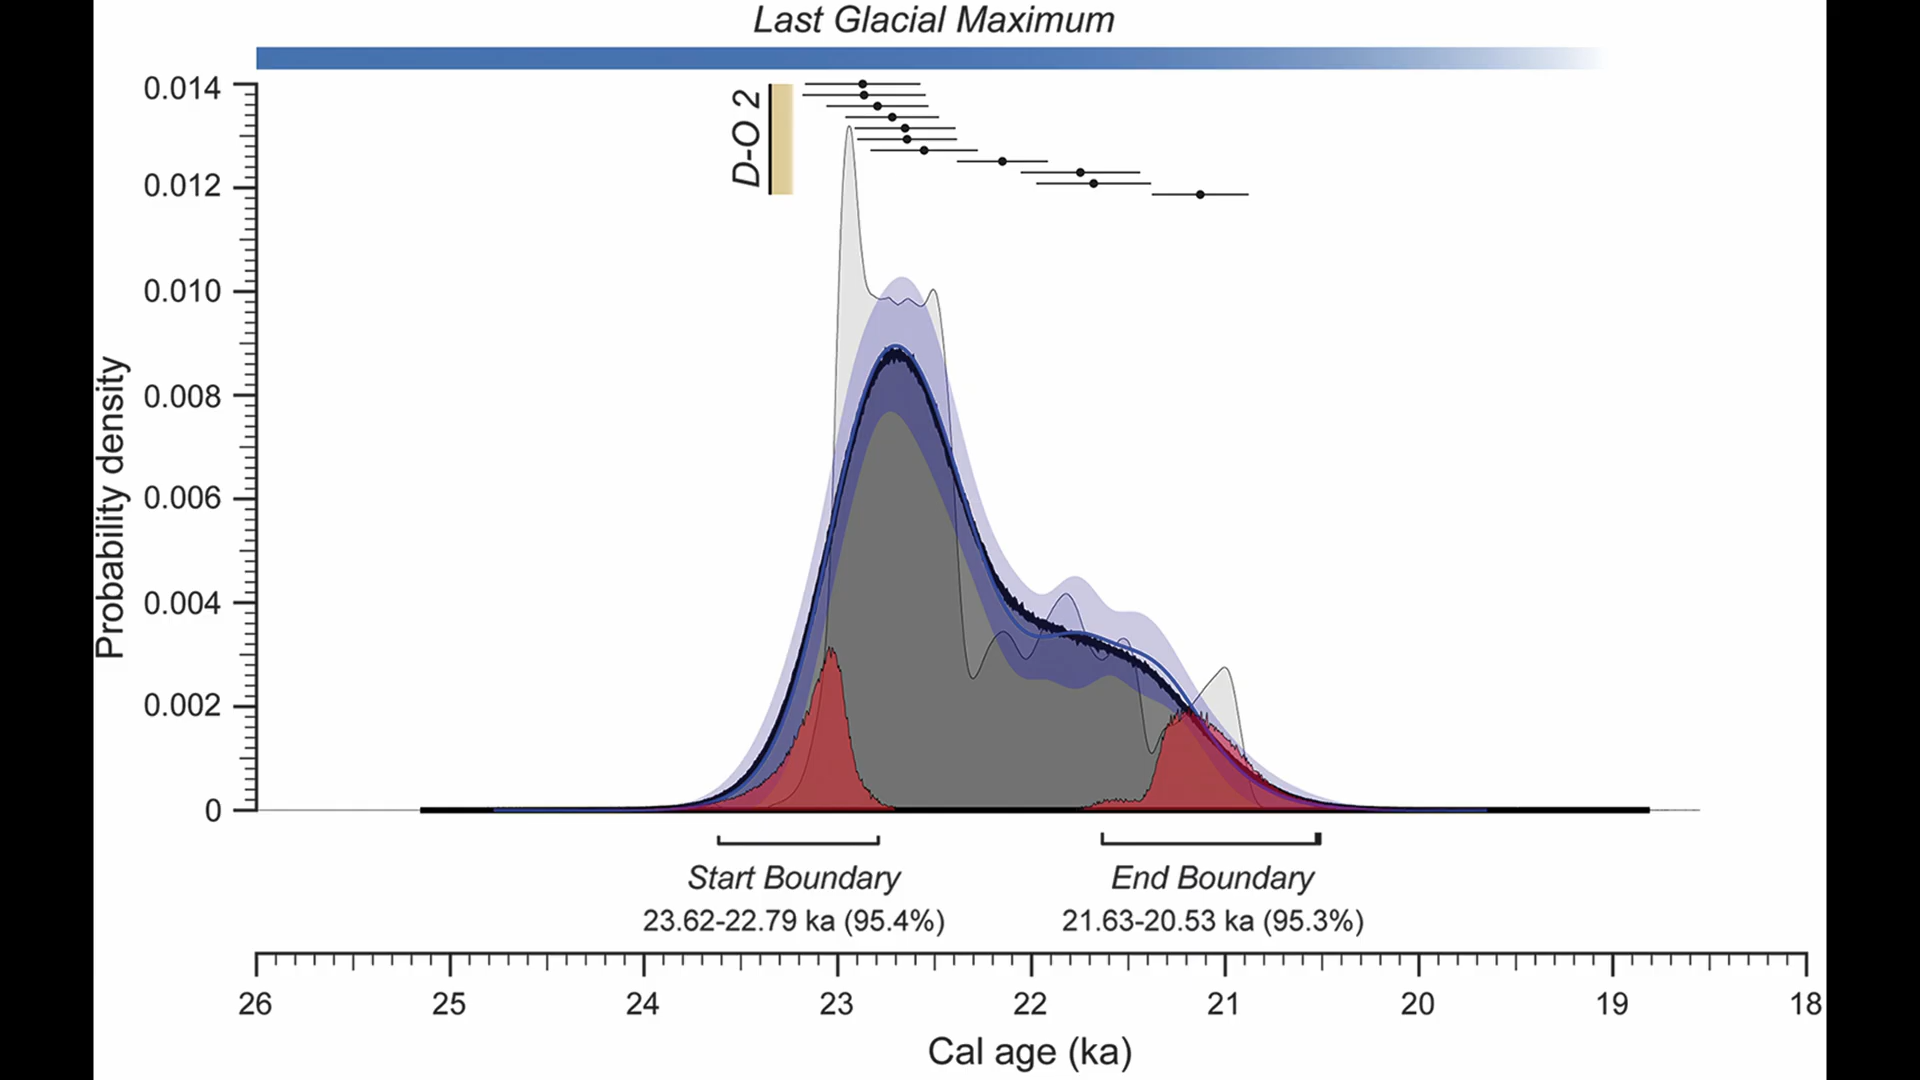 Last Glacial Maximum
D-O 2
0.014
0.012
0.010
0.008
0.006
0.004
0.002
0
Probability density
Start Boundary
23.62-22.79 ka (95.4%)
End Boundary
21.63-20.53 ka (95.3%)
26 25 24 23 22 21 20 19 18
Cal age (ka)